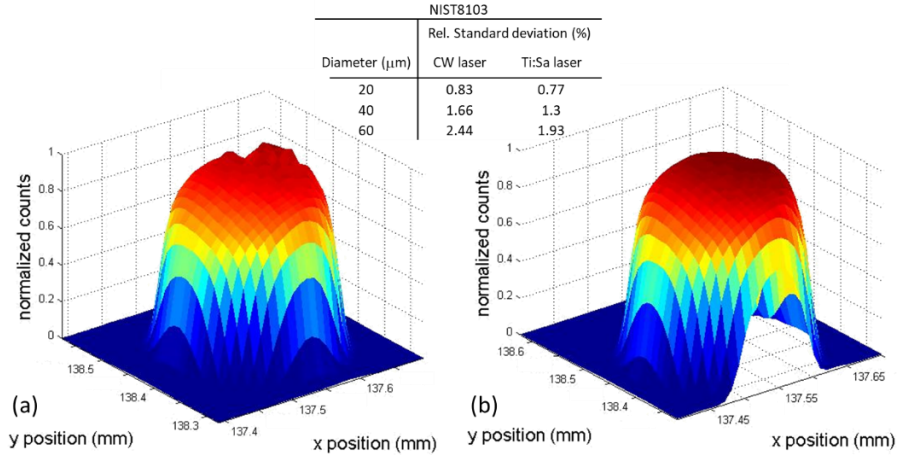 NIST8103
Rel. Standard deviation (%)
Diameter (μm) CW laser Ti:Sa laser
20 0.83 0.77
40 1.66 1.3
60 2.44 1.93
1
0.8
0.6
0.4
0.2
0
normalized counts
138.5
138.4
138.3
137.4
137.5
137.6
(a)
y position (mm)
x position (mm)
1
0.8
0.6
0.4
0.2
0
normalized counts
138.6
138.5
138.4
137.45
137.55
137.65
(b)
y position (mm)
x position (mm)